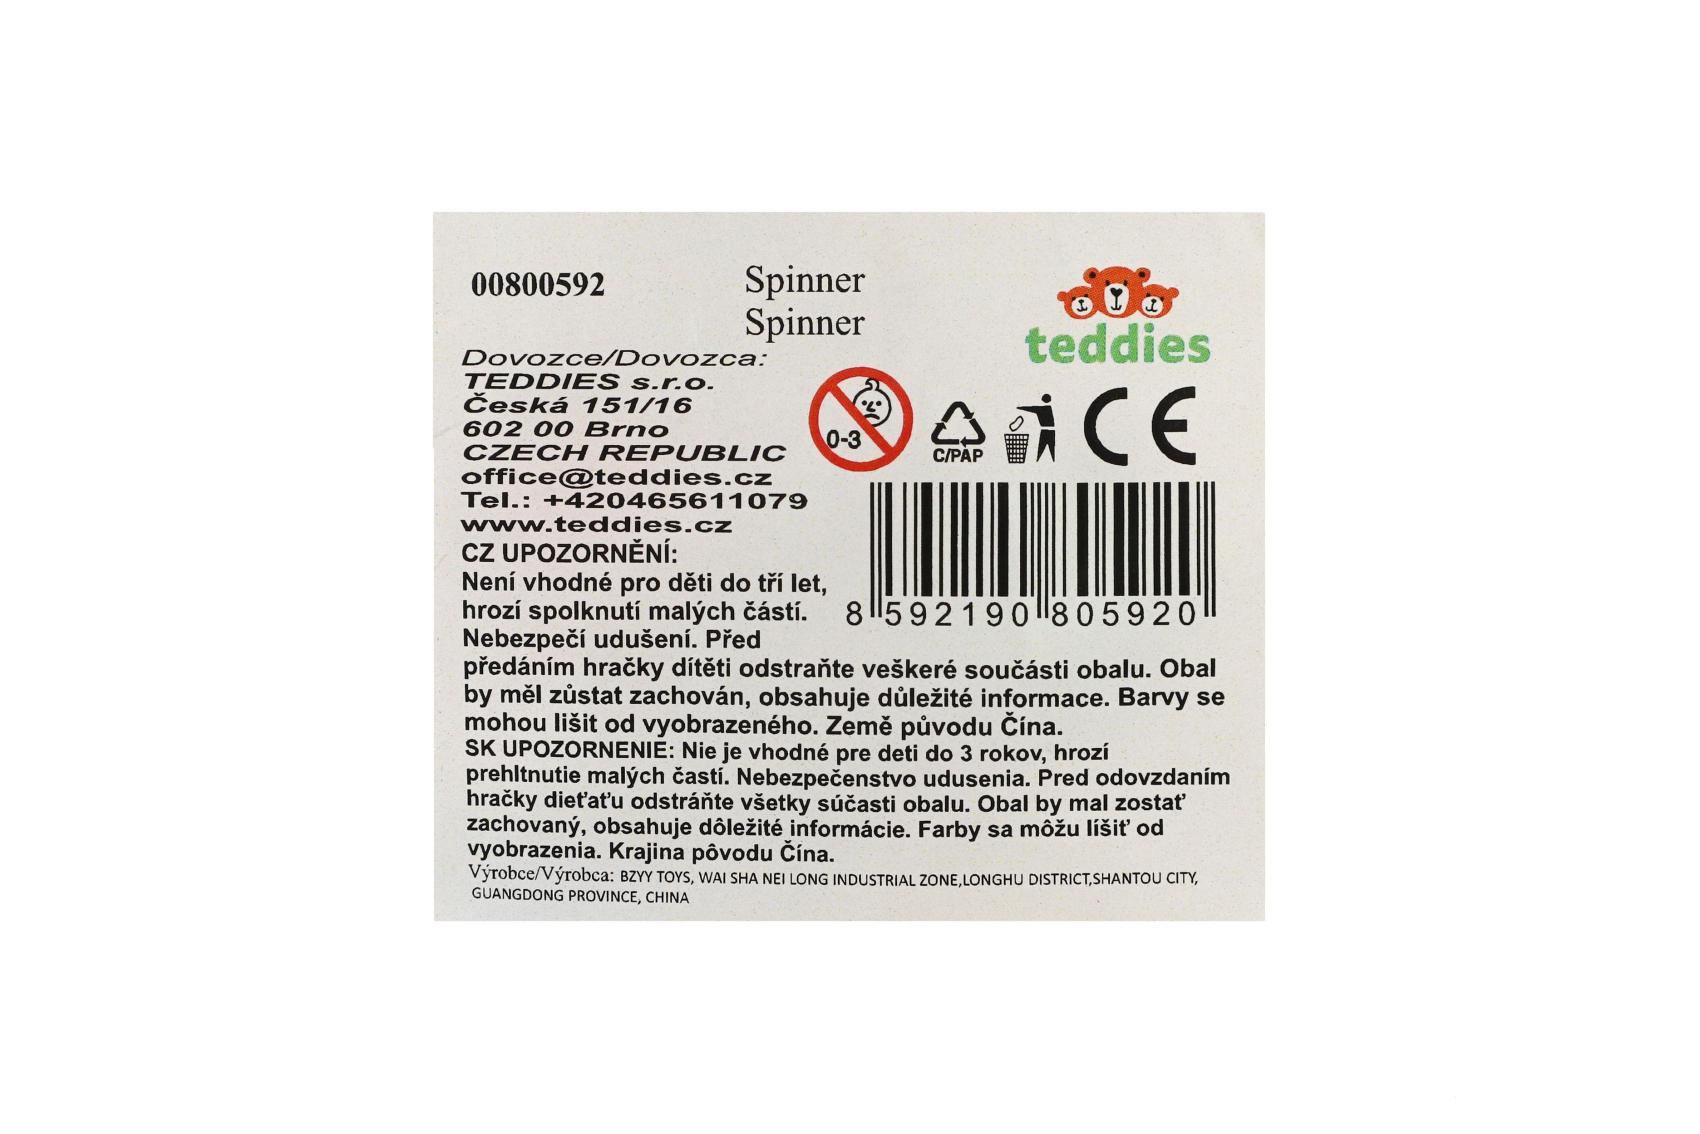 00800592
Spinner
Spinner
teddies
Dovozce/Dovozca:
TEDDIES s.r.o.
Česká 151/16
602 00 Brno
CZECH REPUBLIC
office@teddies.cz
Tel.: +420465611079
www.teddies.cz
0-3
C/PAP
CE
8 592190 805920
CZ UPOZORNĚNÍ:
Není vhodné pro děti do tří let,
hrozí spolknutí malých částí.
Nebezpečí udušení. Před
předáním hračky dítěti odstraňte veškeré součásti obalu. Obal
by měl zůstat zachován, obsahuje důležité informace. Barvy se
mohou lišit od vyobrazeného. Země původu Čína.
SK UPOZORNENIE: Nie je vhodné pre deti do 3 rokov, hrozí
prehltnutie malých častí. Nebezpečenstvo udusenia. Pred odovzdaním
hračky dieťaťu odstráňte všetky súčasti obalu. Obal by mal zostať
zachovaný, obsahuje dôležité informácie. Farby sa môžu líšiť od
vyobrazenia. Krajina pôvodu Čína.
Výrobce/Výrobca: BZYY TOYS, WAI SHA NEI LONG INDUSTRIAL ZONE,LONGHU DISTRICT,SHANTOU CITY,
GUANGDONG PROVINCE, CHINA